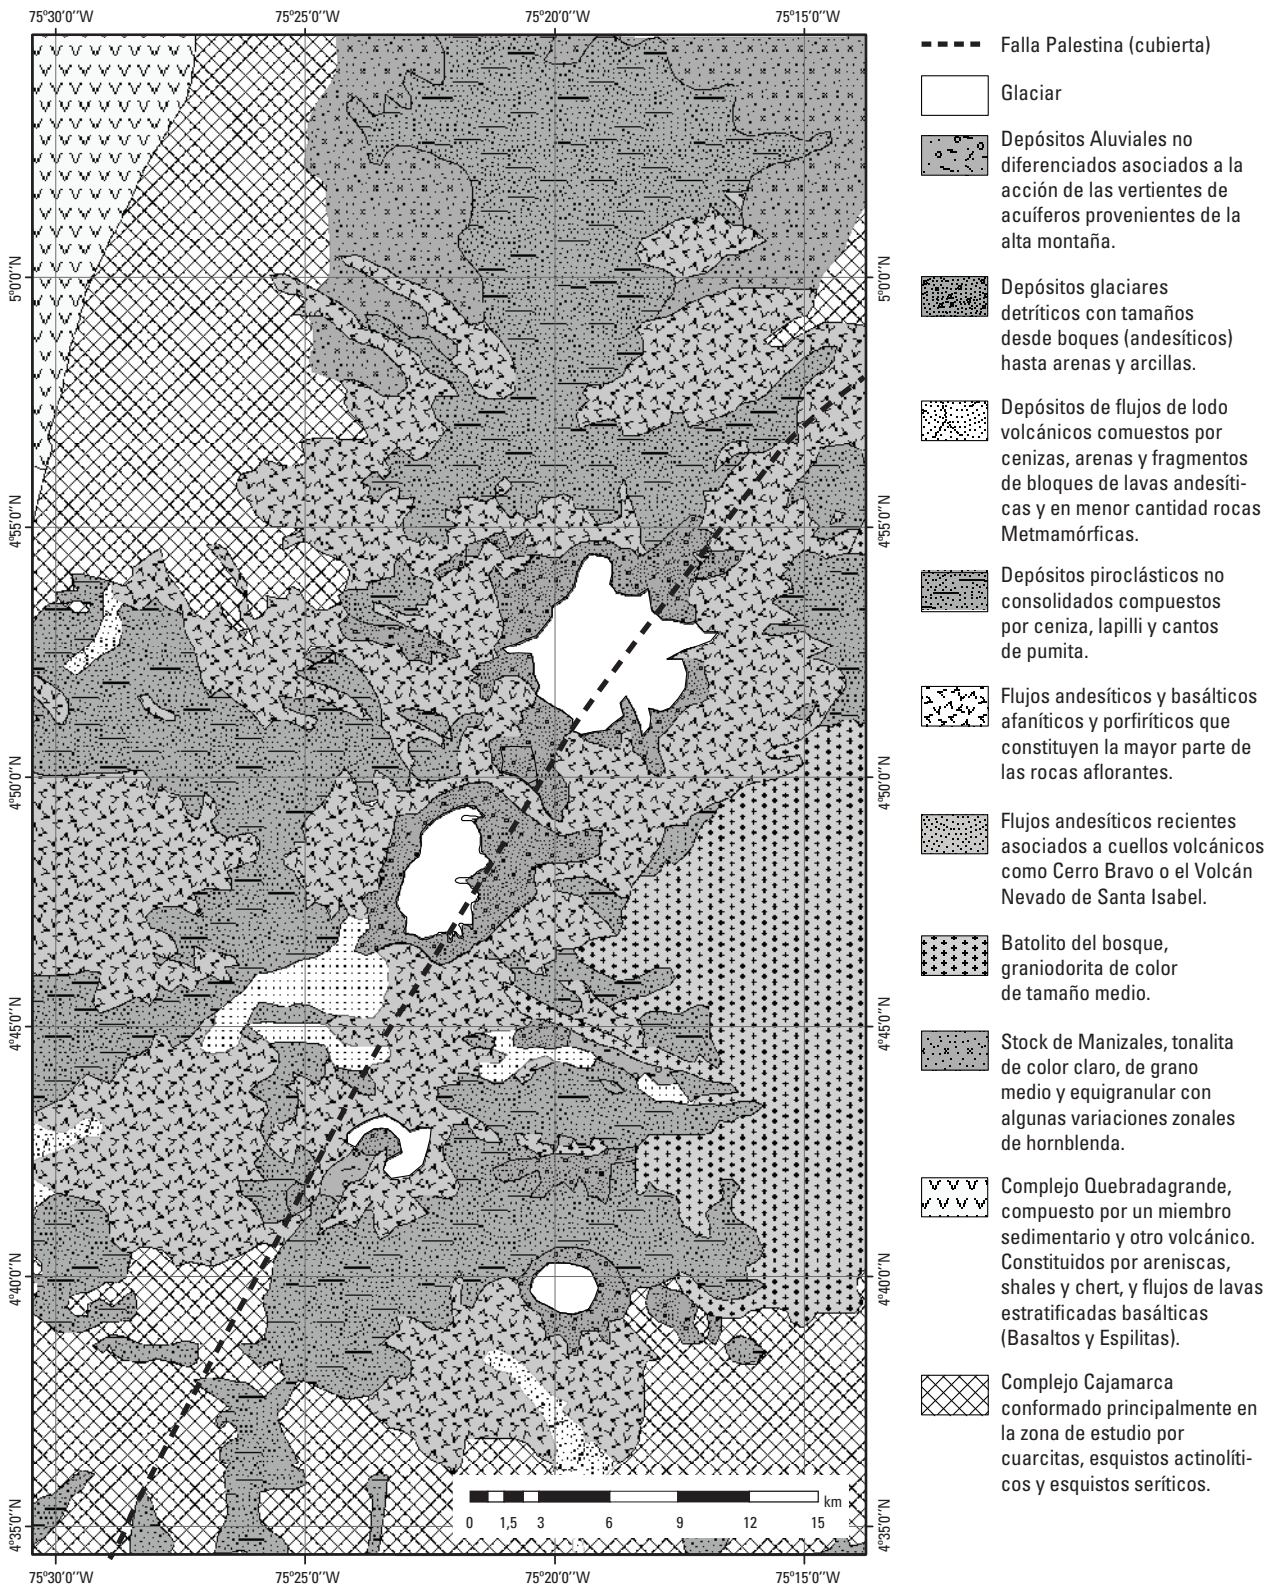 75°30'0''W
75°25'0''W
75°20'0''W
75°15'0''W
5°0'0''N
4°55'0''N
4°50'0''N
4°45'0''N
4°40'0''N
4°35'0''N
5°0'0''N
4°55'0''N
4°50'0''N
4°45'0''N
4°40'0''N
4°35'0''N
km
0
1,5
3
6
9
12
15
75°30'0''W
75°25'0''W
75°20'0''W
75°15'0''W
Falla Palestina (cubierta)
Glaciar
Depósitos Aluviales no
diferenciados asociados a la
acción de las vertientes de
acuíferos provenientes de la
alta montaña.
Depósitos glaciares
detríticos con tamaños
desde boques (andesíticos)
hasta arenas y arcillas.
Depósitos de flujos de lodo
volcánicos comuestos por
cenizas, arenas y fragmentos
de bloques de lavas andesíti-
cas y en menor cantidad rocas
Metmamórficas.
Depósitos piroclásticos no
consolidados compuestos
por ceniza, lapilli y cantos
de pumita.
Flujos andesíticos y basálticos
afaníticos y porfiríticos que
constituyen la mayor parte de
las rocas aflorantes.
Flujos andesíticos recientes
asociados a cuellos volcánicos
como Cerro Bravo o el Volcán
Nevado de Santa Isabel.
Batolito del bosque,
graniodorita de color
de tamaño medio.
Stock de Manizales, tonalita
de color claro, de grano
medio y equigranular con
algunas variaciones zonales
de hornblenda.
Complejo Quebradagrande,
compuesto por un miembro
sedimentario y otro volcánico.
Constituidos por areniscas,
shales y chert, y flujos de lavas
estratificadas basálticas
(Basaltos y Espilitas).
Complejo Cajamarca
conformado principalmente en
la zona de estudio por
cuarcitas, esquistos actinolíti-
cos y esquistos seríticos.